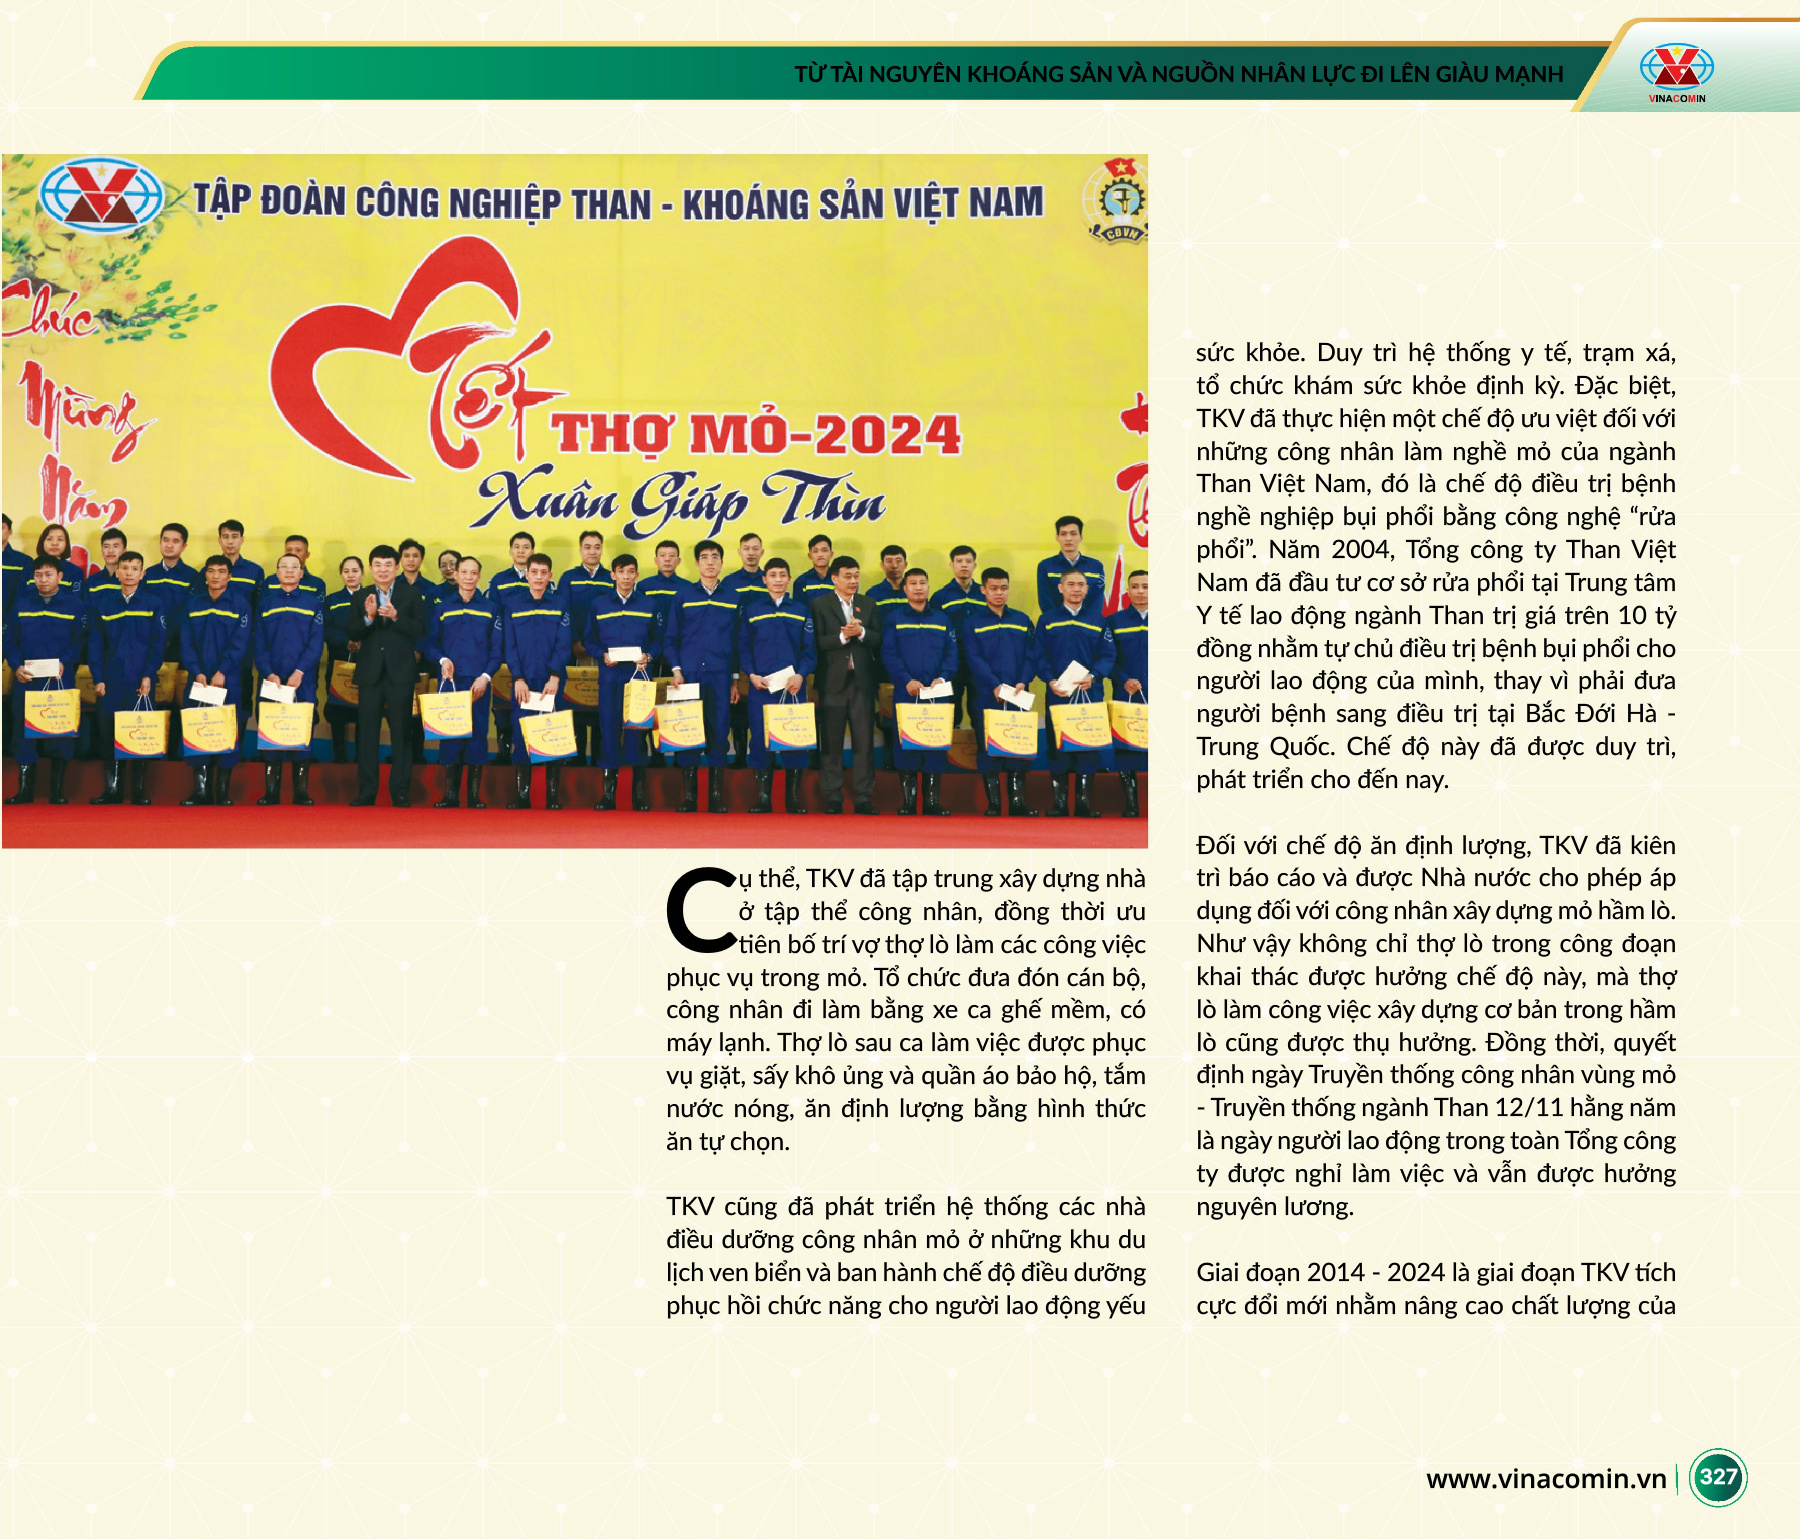 TỪ TÀI NGUYÊN KHOÁNG SẢN VÀ NGUỒN NHÂN LỰC ĐI LÊN GIÀU MẠNH
VINACOMIN
TẬP ĐOÀN CÔNG NGHIỆP THAN - KHOÁNG SẢN VIỆT NAM
CĐVM
Chúc
Mừng
Năm
Tết
THỢ MỎ-2024
Xuân Giáp Thìn
Cụ thể, TKV đã tập trung xây dựng nhà
ở tập thể công nhân, đồng thời ưu
tiên bố trí vợ thợ lò làm các công việc
phục vụ trong mỏ. Tổ chức đưa đón cán bộ,
công nhân đi làm bằng xe ca ghế mềm, có
máy lạnh. Thợ lò sau ca làm việc được phục
vụ giặt, sấy khô ủng và quần áo bảo hộ, tắm
nước nóng, ăn định lượng bằng hình thức
ăn tự chọn.
TKV cũng đã phát triển hệ thống các nhà
điều dưỡng công nhân mỏ ở những khu du
lịch ven biển và ban hành chế độ điều dưỡng
phục hồi chức năng cho người lao động yếu
sức khỏe. Duy trì hệ thống y tế, trạm xá,
tổ chức khám sức khỏe định kỳ. Đặc biệt,
TKV đã thực hiện một chế độ ưu việt đối với
những công nhân làm nghề mỏ của ngành
Than Việt Nam, đó là chế độ điều trị bệnh
nghề nghiệp bụi phổi bằng công nghệ “rửa
phổi”. Năm 2004, Tổng công ty Than Việt
Nam đã đầu tư cơ sở rửa phổi tại Trung tâm
Y tế lao động ngành Than trị giá trên 10 tỷ
đồng nhằm tự chủ điều trị bệnh bụi phổi cho
người lao động của mình, thay vì phải đưa
người bệnh sang điều trị tại Bắc Đới Hà -
Trung Quốc. Chế độ này đã được duy trì,
phát triển cho đến nay.
Đối với chế độ ăn định lượng, TKV đã kiên
trì báo cáo và được Nhà nước cho phép áp
dụng đối với công nhân xây dựng mỏ hầm lò.
Như vậy không chỉ thợ lò trong công đoạn
khai thác được hưởng chế độ này, mà thợ
lò làm công việc xây dựng cơ bản trong hầm
lò cũng được thụ hưởng. Đồng thời, quyết
định ngày Truyền thống công nhân vùng mỏ
- Truyền thống ngành Than 12/11 hằng năm
là ngày người lao động trong toàn Tổng công
ty được nghỉ làm việc và vẫn được hưởng
nguyên lương.
Giai đoạn 2014 - 2024 là giai đoạn TKV tích
cực đổi mới nhằm nâng cao chất lượng của
www.vinacomin.vn
327